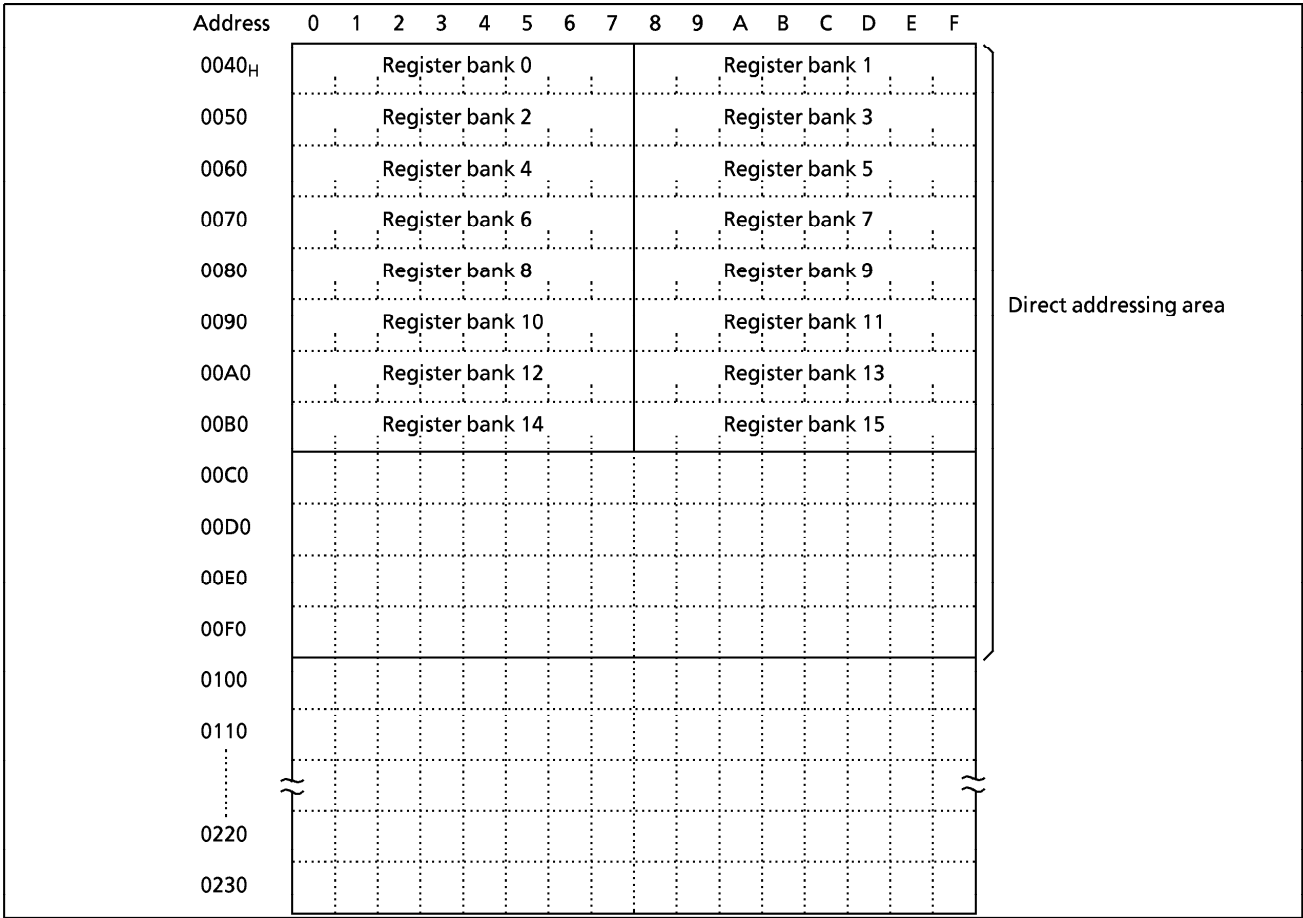 Address 0 1 2 3 4 5 6 7 8 9 A B C D E F
0040H Register bank 0 Register bank 1
0050 Register bank 2 Register bank 3
0060 Register bank 4 Register bank 5
0070 Register bank 6 Register bank 7
0080 Register bank 8 Register bank 9
Direct addressing area
0090 Register bank 10 Register bank 11
00A0 Register bank 12 Register bank 13
00B0 Register bank 14 Register bank 15
00C0
00D0
00E0
00F0
0100
0110
0220
0230